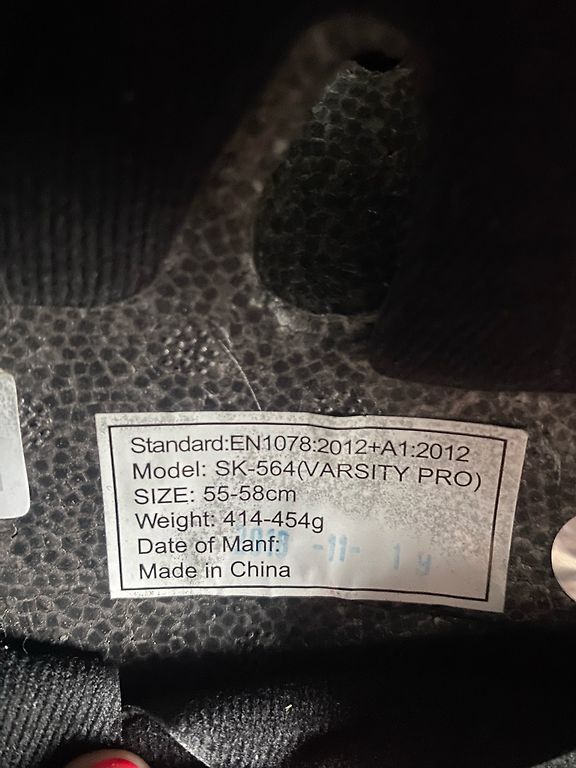 Standard:EN1078:2012+A1:2012
Model: SK-564(VARSITY PRO)
SIZE: 55-58cm
Weight: 414-454g
Date of Manf: -11-
Made in China